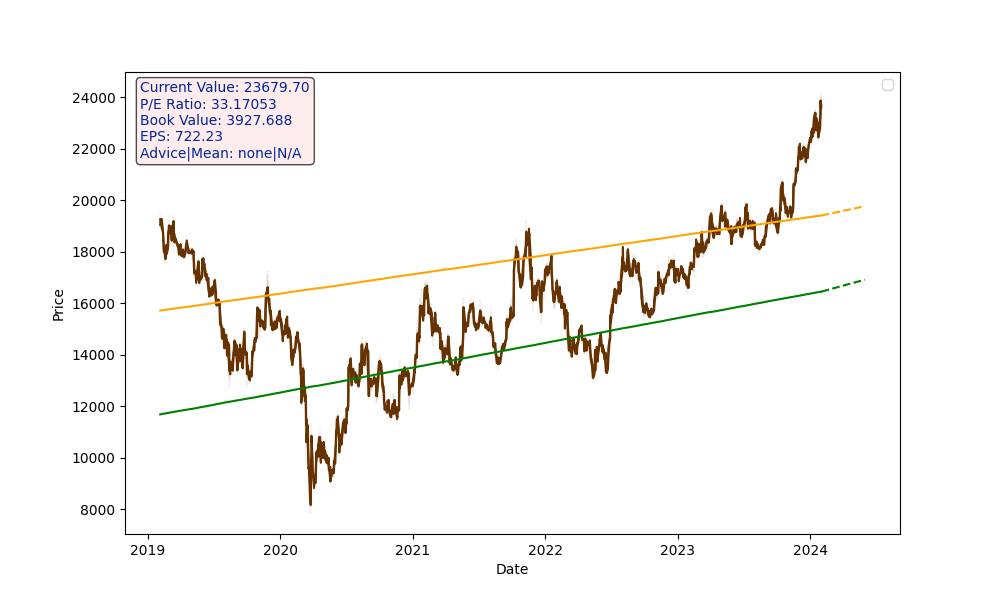 Current Value: 23679.70
P/E Ratio: 33.17053
Book Value: 3927.688
EPS: 722.23
Advice|Mean: none|N/A
24000
22000
20000
18000
16000
14000
12000
10000
8000
Price
2019 2020 2021 2022 2023 2024
Date